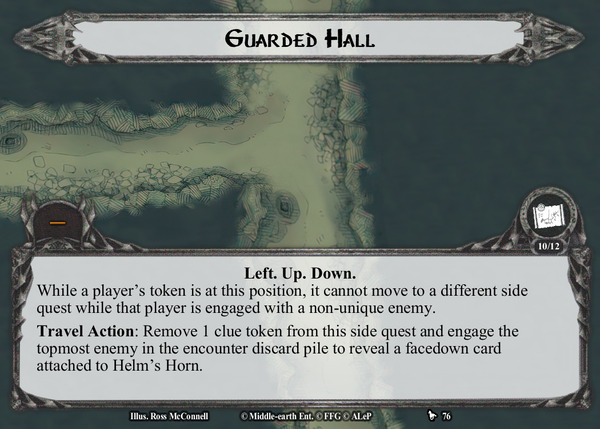 Guarded Hall
–
10/12
Left. Up. Down.
While a player's token is at this position, it cannot move to a different side
quest while that player is engaged with a non-unique enemy.
Travel Action: Remove 1 clue token from this side quest and engage the
topmost enemy in the encounter discard pile to reveal a facedown card
attached to Helm's Horn.
Illus. Ross McConnell ©Middle-earth Ent. © FFG © ALeP 76